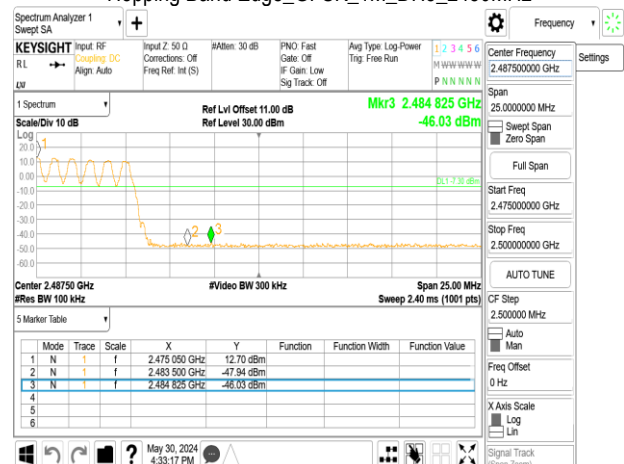 Spectrum Analyzer 1
Swept SA
Frequency
KEYSIGHT
RL
LXI
Input: RF
Coupling: DC
Align: Auto
Input Z: 50 Ω
Corrections: Off
Freq Ref: Int (S)
#Atten: 30 dB
PNO: Fast
Gate: Off
IF Gain: Low
Sig Track: Off
Avg Type: Log-Power
Trig: Free Run
1 2 3 4 5 6
M W W W W W
P N N N N N
Center Frequency
2.487500000 GHz
Settings
Span
25.0000000 MHz
Swept Span
Zero Span
Full Span
Start Freq
2.475000000 GHz
Stop Freq
2.500000000 GHz
AUTO TUNE
CF Step
2.500000 MHz
Auto
Man
Freq Offset
0 Hz
X Axis Scale
Log
Lin
Signal Track
1 Spectrum
Scale/Div 10 dB
Ref Lvl Offset 11.00 dB
Ref Level 30.00 dBm
Mkr3 2.484 825 GHz
-46.03 dBm
Log
20.0
10.0
0.00
-10.0
-20.0
-30.0
-40.0
-50.0
-60.0
1
2
3
DL1 -7.30 dBm
Center 2.48750 GHz
#Res BW 100 kHz
#Video BW 300 kHz
Span 25.00 MHz
Sweep 2.40 ms (1001 pts)
5 Marker Table
Mode Trace Scale X Y Function Function Width Function Value
1 N 1 f 2.475 050 GHz 12.70 dBm
2 N 1 f 2.483 500 GHz -47.94 dBm
3 N 1 f 2.484 825 GHz -46.03 dBm
4
5
6
May 30, 2024
4:33:17 PM